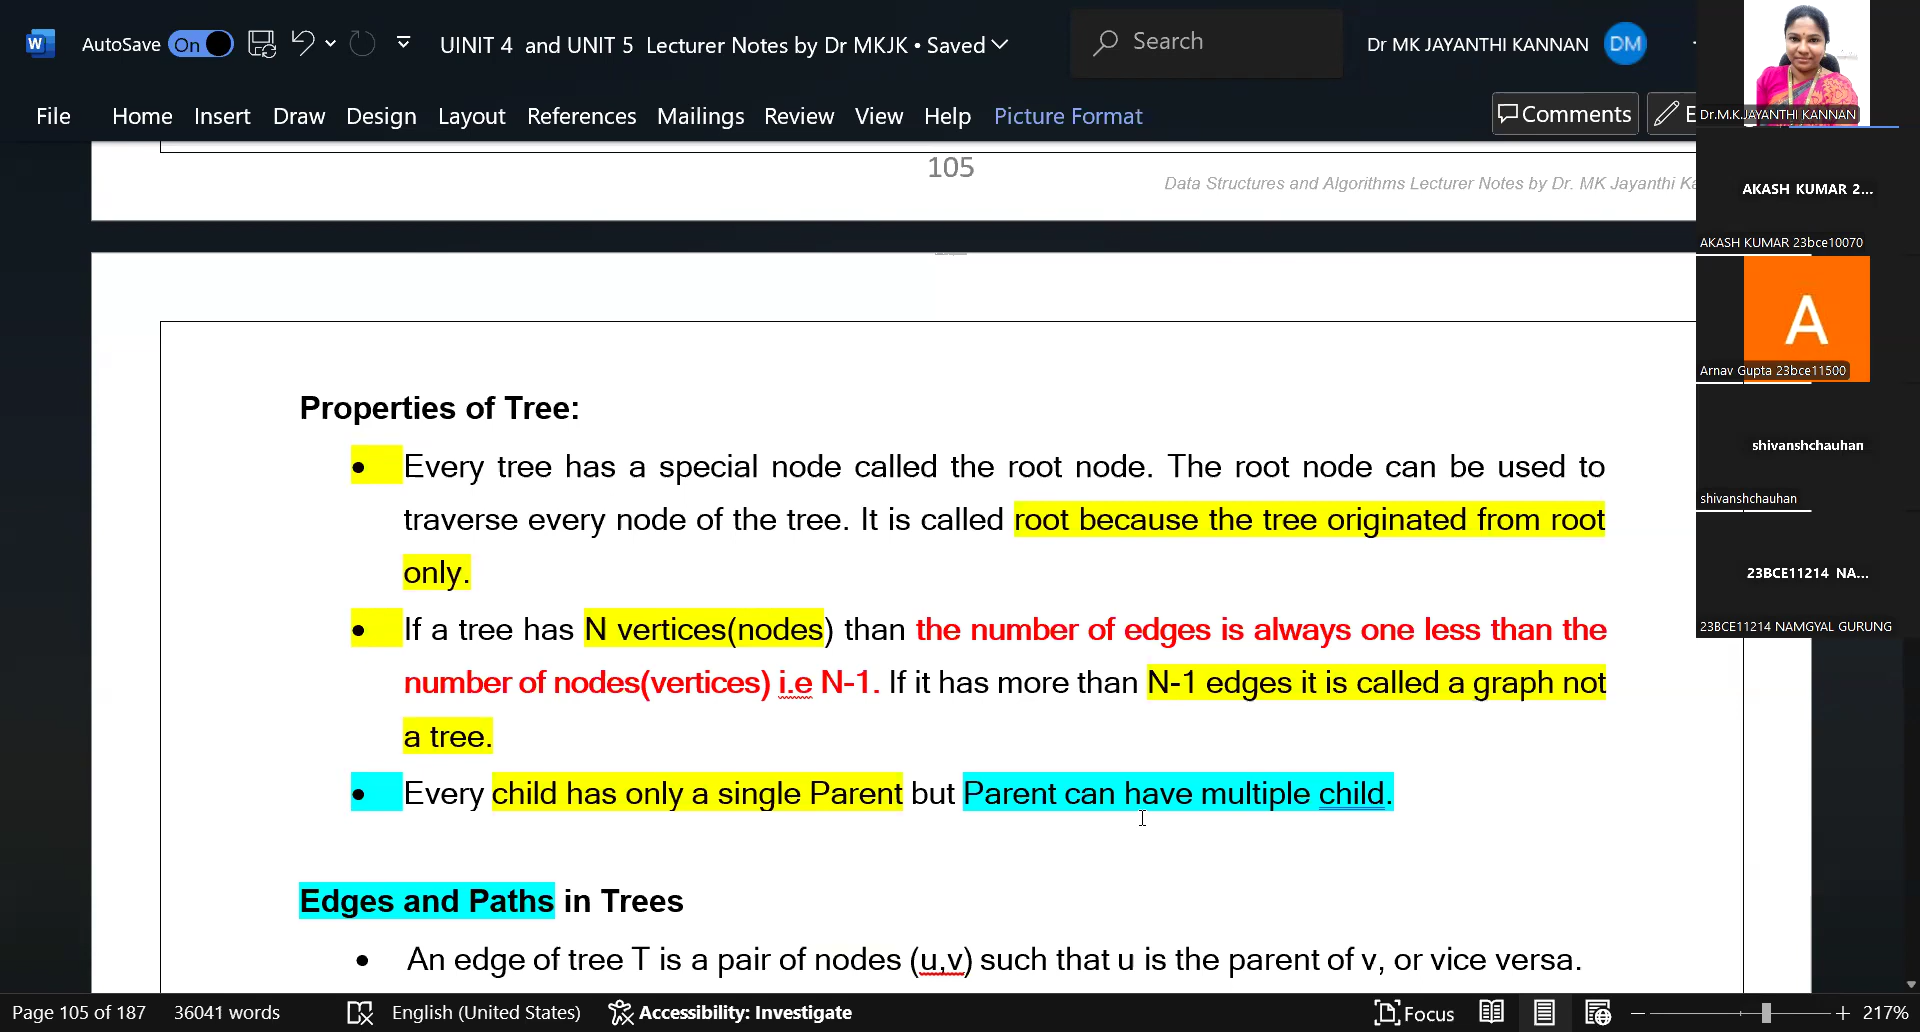 AutoSave On UINIT 4 and UNIT 5 Lecturer Notes by Dr MKJK • Saved Search Dr MK JAYANTHI KANNAN DM
File Home Insert Draw Design Layout References Mailings Review View Help Picture Format Comments E
Dr.M.K.JAYANTHI KANNAN
105
Data Structures and Algorithms Lecturer Notes by Dr. MK Jayanthi Ka
AKASH KUMAR 2...
AKASH KUMAR 23bce10070
A
Arnav Gupta 23bce11500
shivanshchauhan
shivanshchauhan
23BCE11214 NA...
23BCE11214 NAMGYAL GURUNG
Properties of Tree:
• Every tree has a special node called the root node. The root node can be used to
traverse every node of the tree. It is called root because the tree originated from root
only.
• If a tree has N vertices(nodes) than the number of edges is always one less than the
number of nodes(vertices) i.e N-1. If it has more than N-1 edges it is called a graph not
a tree.
• Every child has only a single Parent but Parent can have multiple child.
Edges and Paths in Trees
• An edge of tree T is a pair of nodes (u,v) such that u is the parent of v, or vice versa.
Page 105 of 187 36041 words English (United States) Accessibility: Investigate Focus 217%